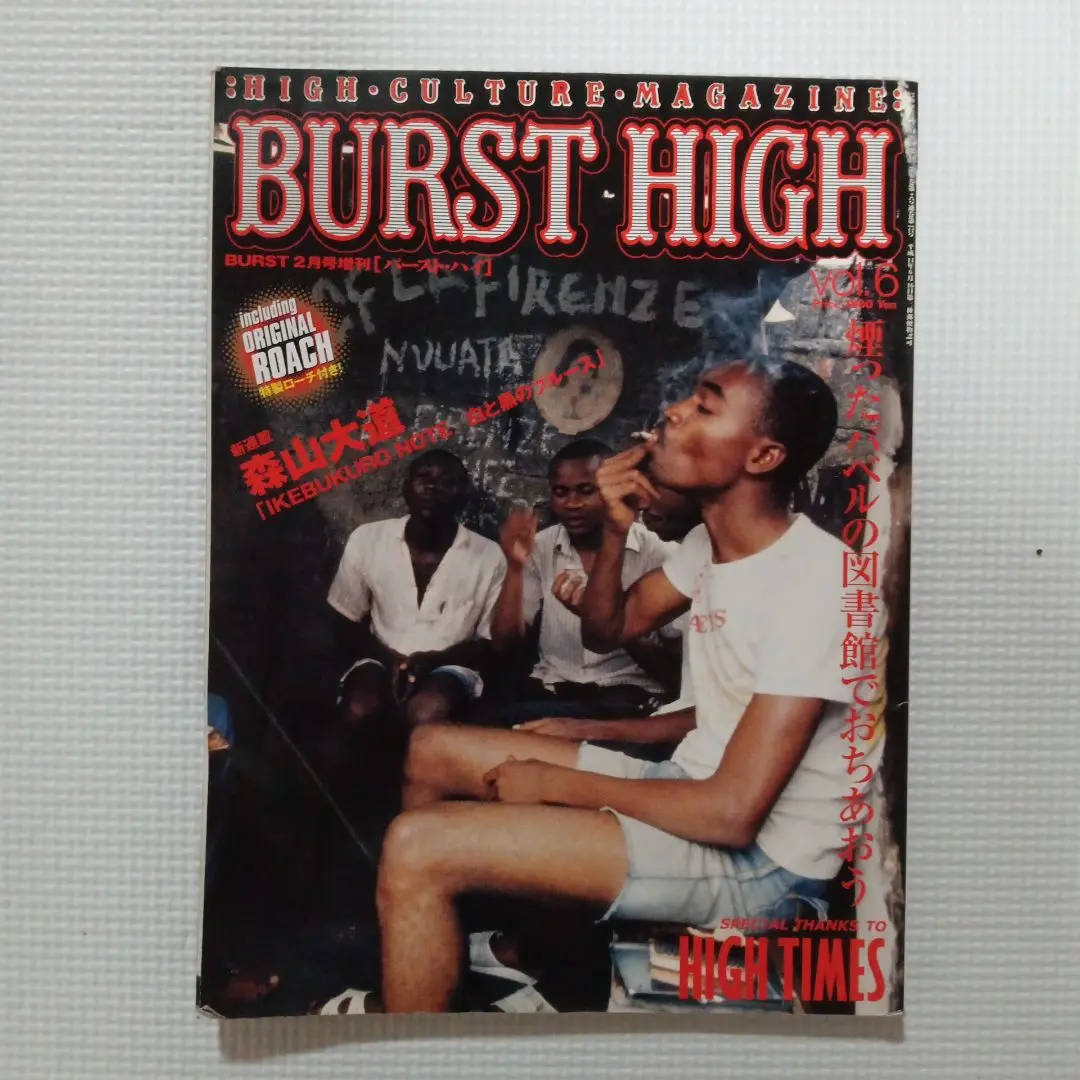 :HIGH・CULTURE・MAGAZINE:
BURST HIGH
BURST 2月号増刊[バースト・ハイ]
vol.6
including
ORIGINAL
ROACH
特製ローチ付き!
FIRENZE
NVUATA
新連載
森山大道
「IKEBUKURO NOTE 白と黒のブルース」
煙ったバベルの図書館でおちあおう
SPECIAL THANKS TO
HIGH TIMES